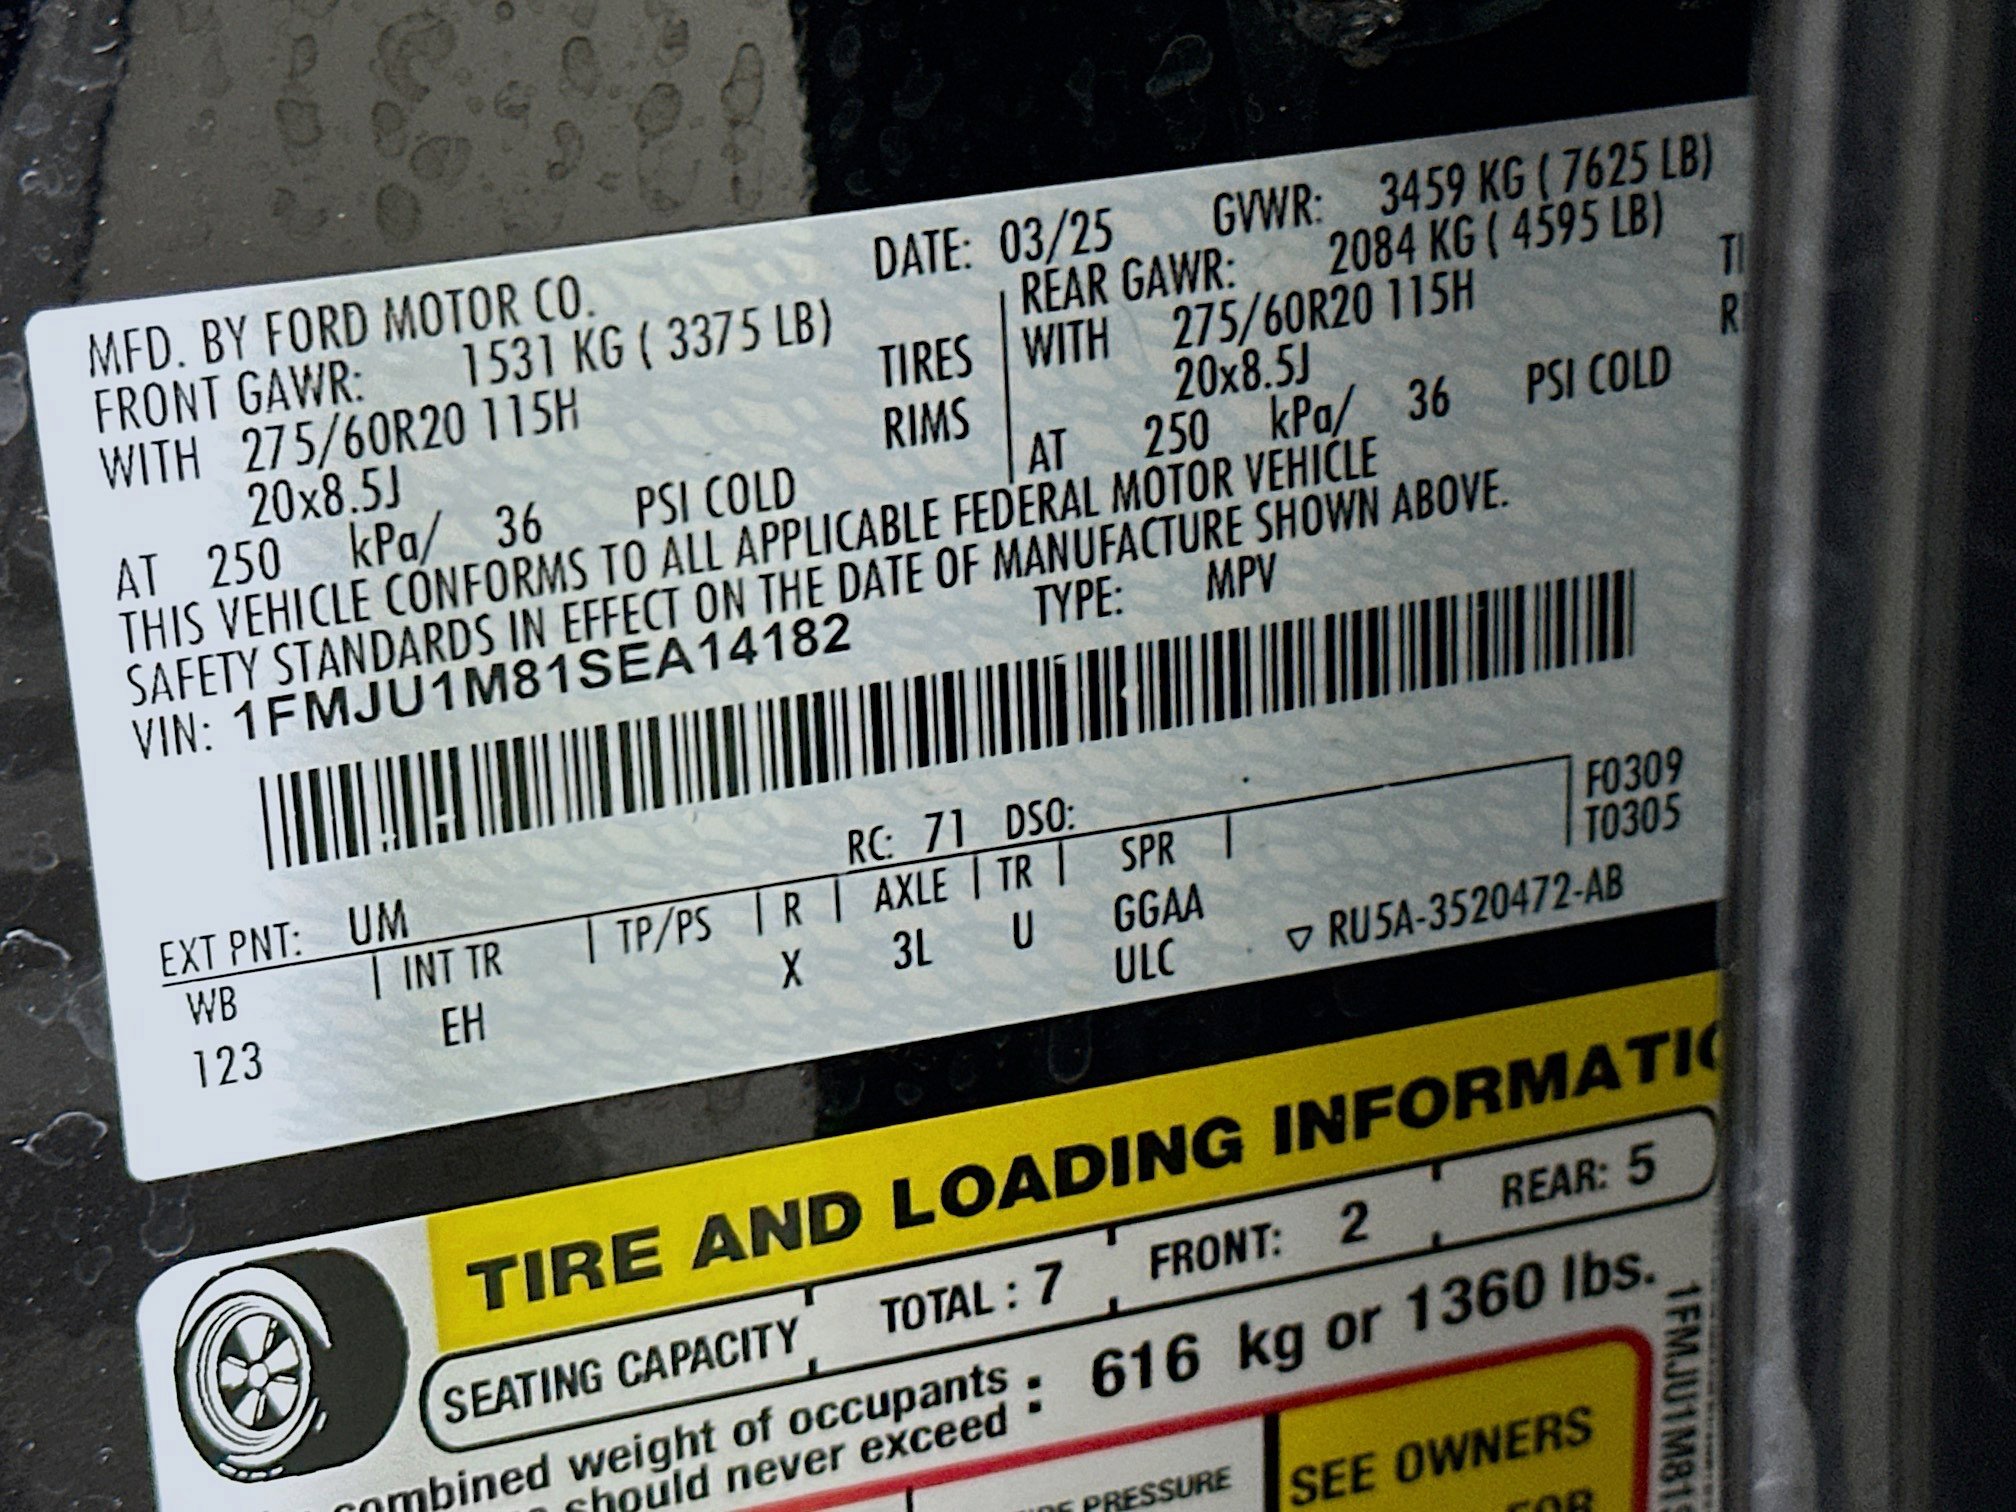 MFD. BY FORD MOTOR CO. DATE: 03/25 GVWR: 3459 KG ( 7625 LB)
FRONT GAWR: 1531 KG ( 3375 LB) REAR GAWR: 2084 KG ( 4595 LB)
WITH 275/60R20 115H TIRES WITH 275/60R20 115H TI
20x8.5J RIMS 20x8.5J R
AT 250 kPa/ 36 PSI COLD AT 250 kPa/ 36 PSI COLD
THIS VEHICLE CONFORMS TO ALL APPLICABLE FEDERAL MOTOR VEHICLE
SAFETY STANDARDS IN EFFECT ON THE DATE OF MANUFACTURE SHOWN ABOVE.
VIN: 1FMJU1M81SEA14182 TYPE: MPV
EXT PNT: UM RC: 71 DSO: F0309
WB | INT TR | TP/PS | R | AXLE | TR | SPR | T0305
123 EH X 3L U GGAA
ULC ▽ RU5A-3520472-AB
TIRE AND LOADING INFORMATIO
SEATING CAPACITY TOTAL : 7 FRONT: 2 REAR: 5
ombined weight of occupants
should never exceed : 616 kg or 1360 lbs.
PRESSURE
SEE OWNERS
FOR
1FMJU1M81S